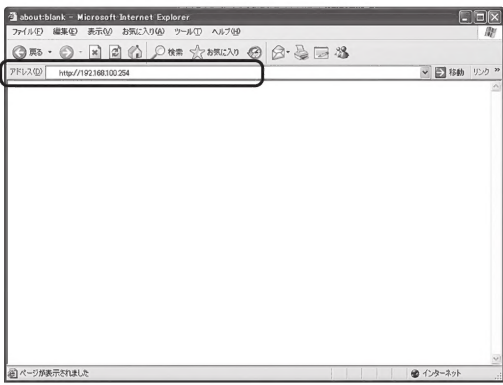 about:blank - Microsoft Internet Explorer
ファイル(F) 編集(E) 表示(V) お気に入り(A) ツール(T) ヘルプ(H)
戻る 検索 お気に入り
アドレス(D) http://192.168.100.254 移動 リンク »
ページが表示されました インターネット